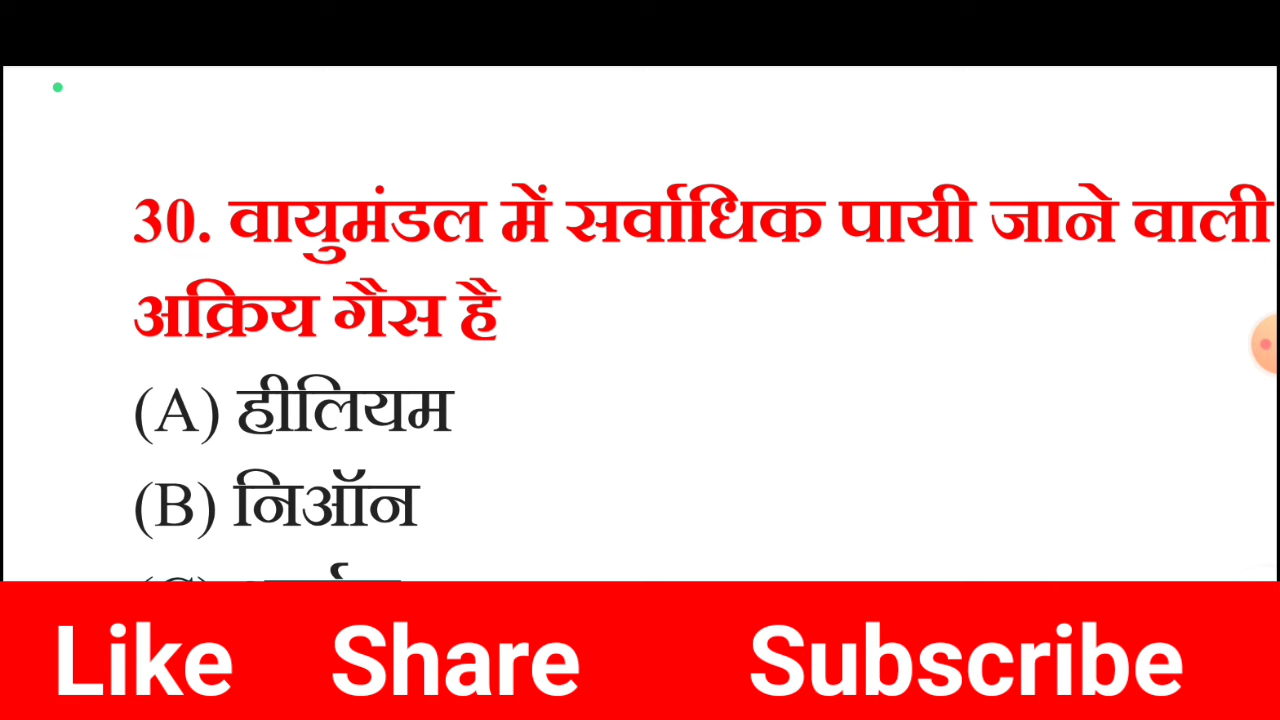 30. वायुमंडल में सर्वाधिक पायी जाने वाली
अक्रिय गैस है
(A) हीलियम
(B) निऑन
Like Share Subscribe